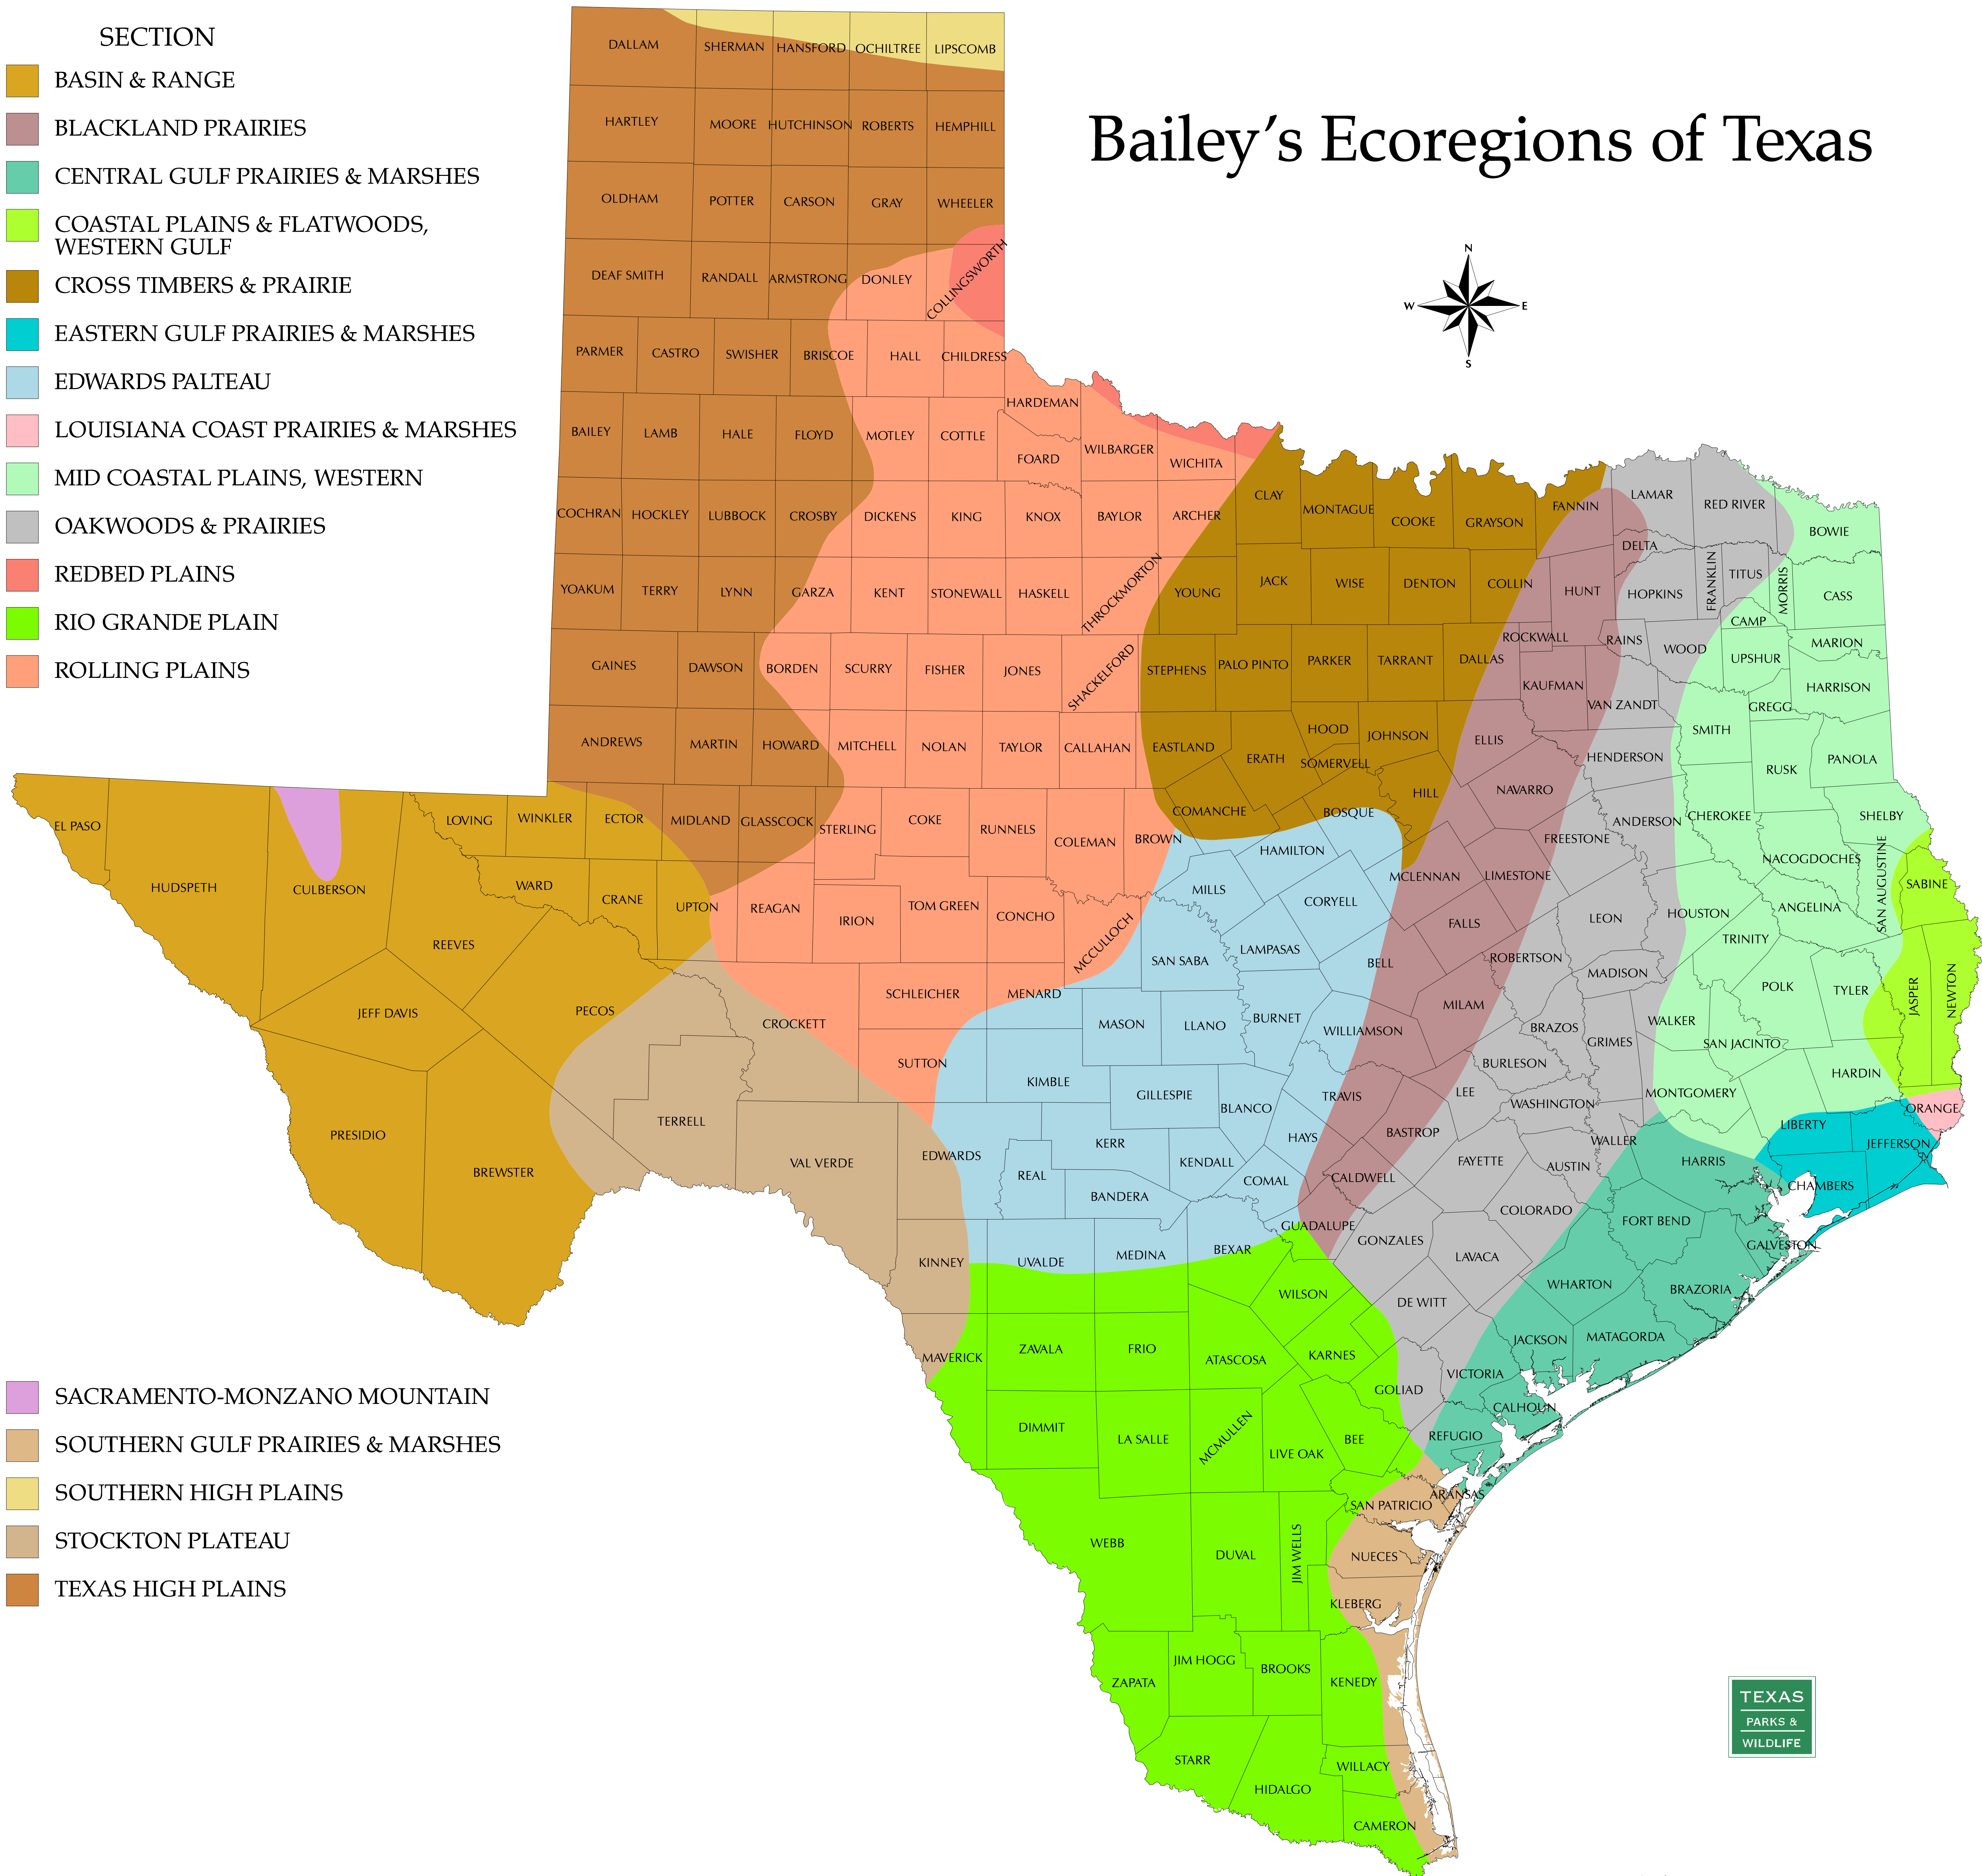 Bailey's Ecoregions of Texas
SECTION
BASIN & RANGE
BLACKLAND PRAIRIES
CENTRAL GULF PRAIRIES & MARSHES
COASTAL PLAINS & FLATWOODS,
WESTERN GULF
CROSS TIMBERS & PRAIRIE
EASTERN GULF PRAIRIES & MARSHES
EDWARDS PALTEAU
LOUISIANA COAST PRAIRIES & MARSHES
MID COASTAL PLAINS, WESTERN
OAKWOODS & PRAIRIES
REDBED PLAINS
RIO GRANDE PLAIN
ROLLING PLAINS
SACRAMENTO-MONZANO MOUNTAIN
SOUTHERN GULF PRAIRIES & MARSHES
SOUTHERN HIGH PLAINS
STOCKTON PLATEAU
TEXAS HIGH PLAINS
N
W
E
S
DALLAM
SHERMAN
HANSFORD
OCHILTREE
LIPSCOMB
HARTLEY
MOORE
HUTCHINSON
ROBERTS
HEMPHILL
OLDHAM
POTTER
CARSON
GRAY
WHEELER
DEAF SMITH
RANDALL
ARMSTRONG
DONLEY
COLLINGSWORTH
PARMER
CASTRO
SWISHER
BRISCOE
HALL
CHILDRESS
HARDEMAN
BAILEY
LAMB
HALE
FLOYD
MOTLEY
COTTLE
FOARD
WILBARGER
WICHITA
COCHRAN
HOCKLEY
LUBBOCK
CROSBY
DICKENS
KING
KNOX
BAYLOR
ARCHER
CLAY
MONTAGUE
COOKE
GRAYSON
FANNIN
LAMAR
RED RIVER
BOWIE
DELTA
YOAKUM
TERRY
LYNN
GARZA
KENT
STONEWALL
HASKELL
THROCKMORTON
YOUNG
JACK
WISE
DENTON
COLLIN
HUNT
HOPKINS
FRANKLIN
TITUS
MORRIS
CASS
CAMP
GAINES
DAWSON
BORDEN
SCURRY
FISHER
JONES
SHACKELFORD
STEPHENS
PALO PINTO
PARKER
TARRANT
DALLAS
ROCKWALL
RAINS
WOOD
UPSHUR
MARION
KAUFMAN
VAN ZANDT
HARRISON
GREGG
SMITH
ANDREWS
MARTIN
HOWARD
MITCHELL
NOLAN
TAYLOR
CALLAHAN
EASTLAND
ERATH
HOOD
SOMERVELL
JOHNSON
ELLIS
HENDERSON
RUSK
PANOLA
EL PASO
HUDSPETH
CULBERSON
LOVING
WINKLER
ECTOR
MIDLAND
GLASSCOCK
STERLING
COKE
RUNNELS
COLEMAN
BROWN
COMANCHE
BOSQUE
HILL
NAVARRO
FREESTONE
ANDERSON
CHEROKEE
SHELBY
NACOGDOCHES
SAN AUGUSTINE
SABINE
REEVES
WARD
CRANE
UPTON
REAGAN
IRION
TOM GREEN
CONCHO
MCCULLOCH
MILLS
HAMILTON
CORYELL
MCLENNAN
LIMESTONE
FALLS
LEON
HOUSTON
ANGELINA
TRINITY
SAN SABA
LAMPASAS
BELL
ROBERTSON
MADISON
POLK
TYLER
JASPER
NEWTON
JEFF DAVIS
PECOS
CROCKETT
SCHLEICHER
MENARD
MASON
LLANO
BURNET
WILLIAMSON
MILAM
BRAZOS
GRIMES
WALKER
SAN JACINTO
SUTTON
KIMBLE
GILLESPIE
BLANCO
TRAVIS
LEE
BURLESON
WASHINGTON
MONTGOMERY
HARDIN
LIBERTY
ORANGE
JEFFERSON
CHAMBERS
PRESIDIO
BREWSTER
TERRELL
VAL VERDE
EDWARDS
REAL
KERR
KENDALL
HAYS
BANDERA
COMAL
CALDWELL
BASTROP
FAYETTE
AUSTIN
WALLER
HARRIS
KINNEY
UVALDE
MEDINA
BEXAR
GUADALUPE
GONZALES
LAVACA
COLORADO
FORT BEND
GALVESTON
BRAZORIA
WHARTON
MATAGORDA
JACKSON
MAVERICK
ZAVALA
FRIO
ATASCOSA
WILSON
KARNES
DE WITT
GOLIAD
VICTORIA
CALHOUN
REFUGIO
DIMMIT
LA SALLE
MCMULLEN
LIVE OAK
BEE
SAN PATRICIO
ARANSAS
WEBB
DUVAL
JIM WELLS
NUECES
KLEBERG
ZAPATA
JIM HOGG
BROOKS
KENEDY
STARR
HIDALGO
WILLACY
CAMERON
TEXAS
PARKS &
WILDLIFE